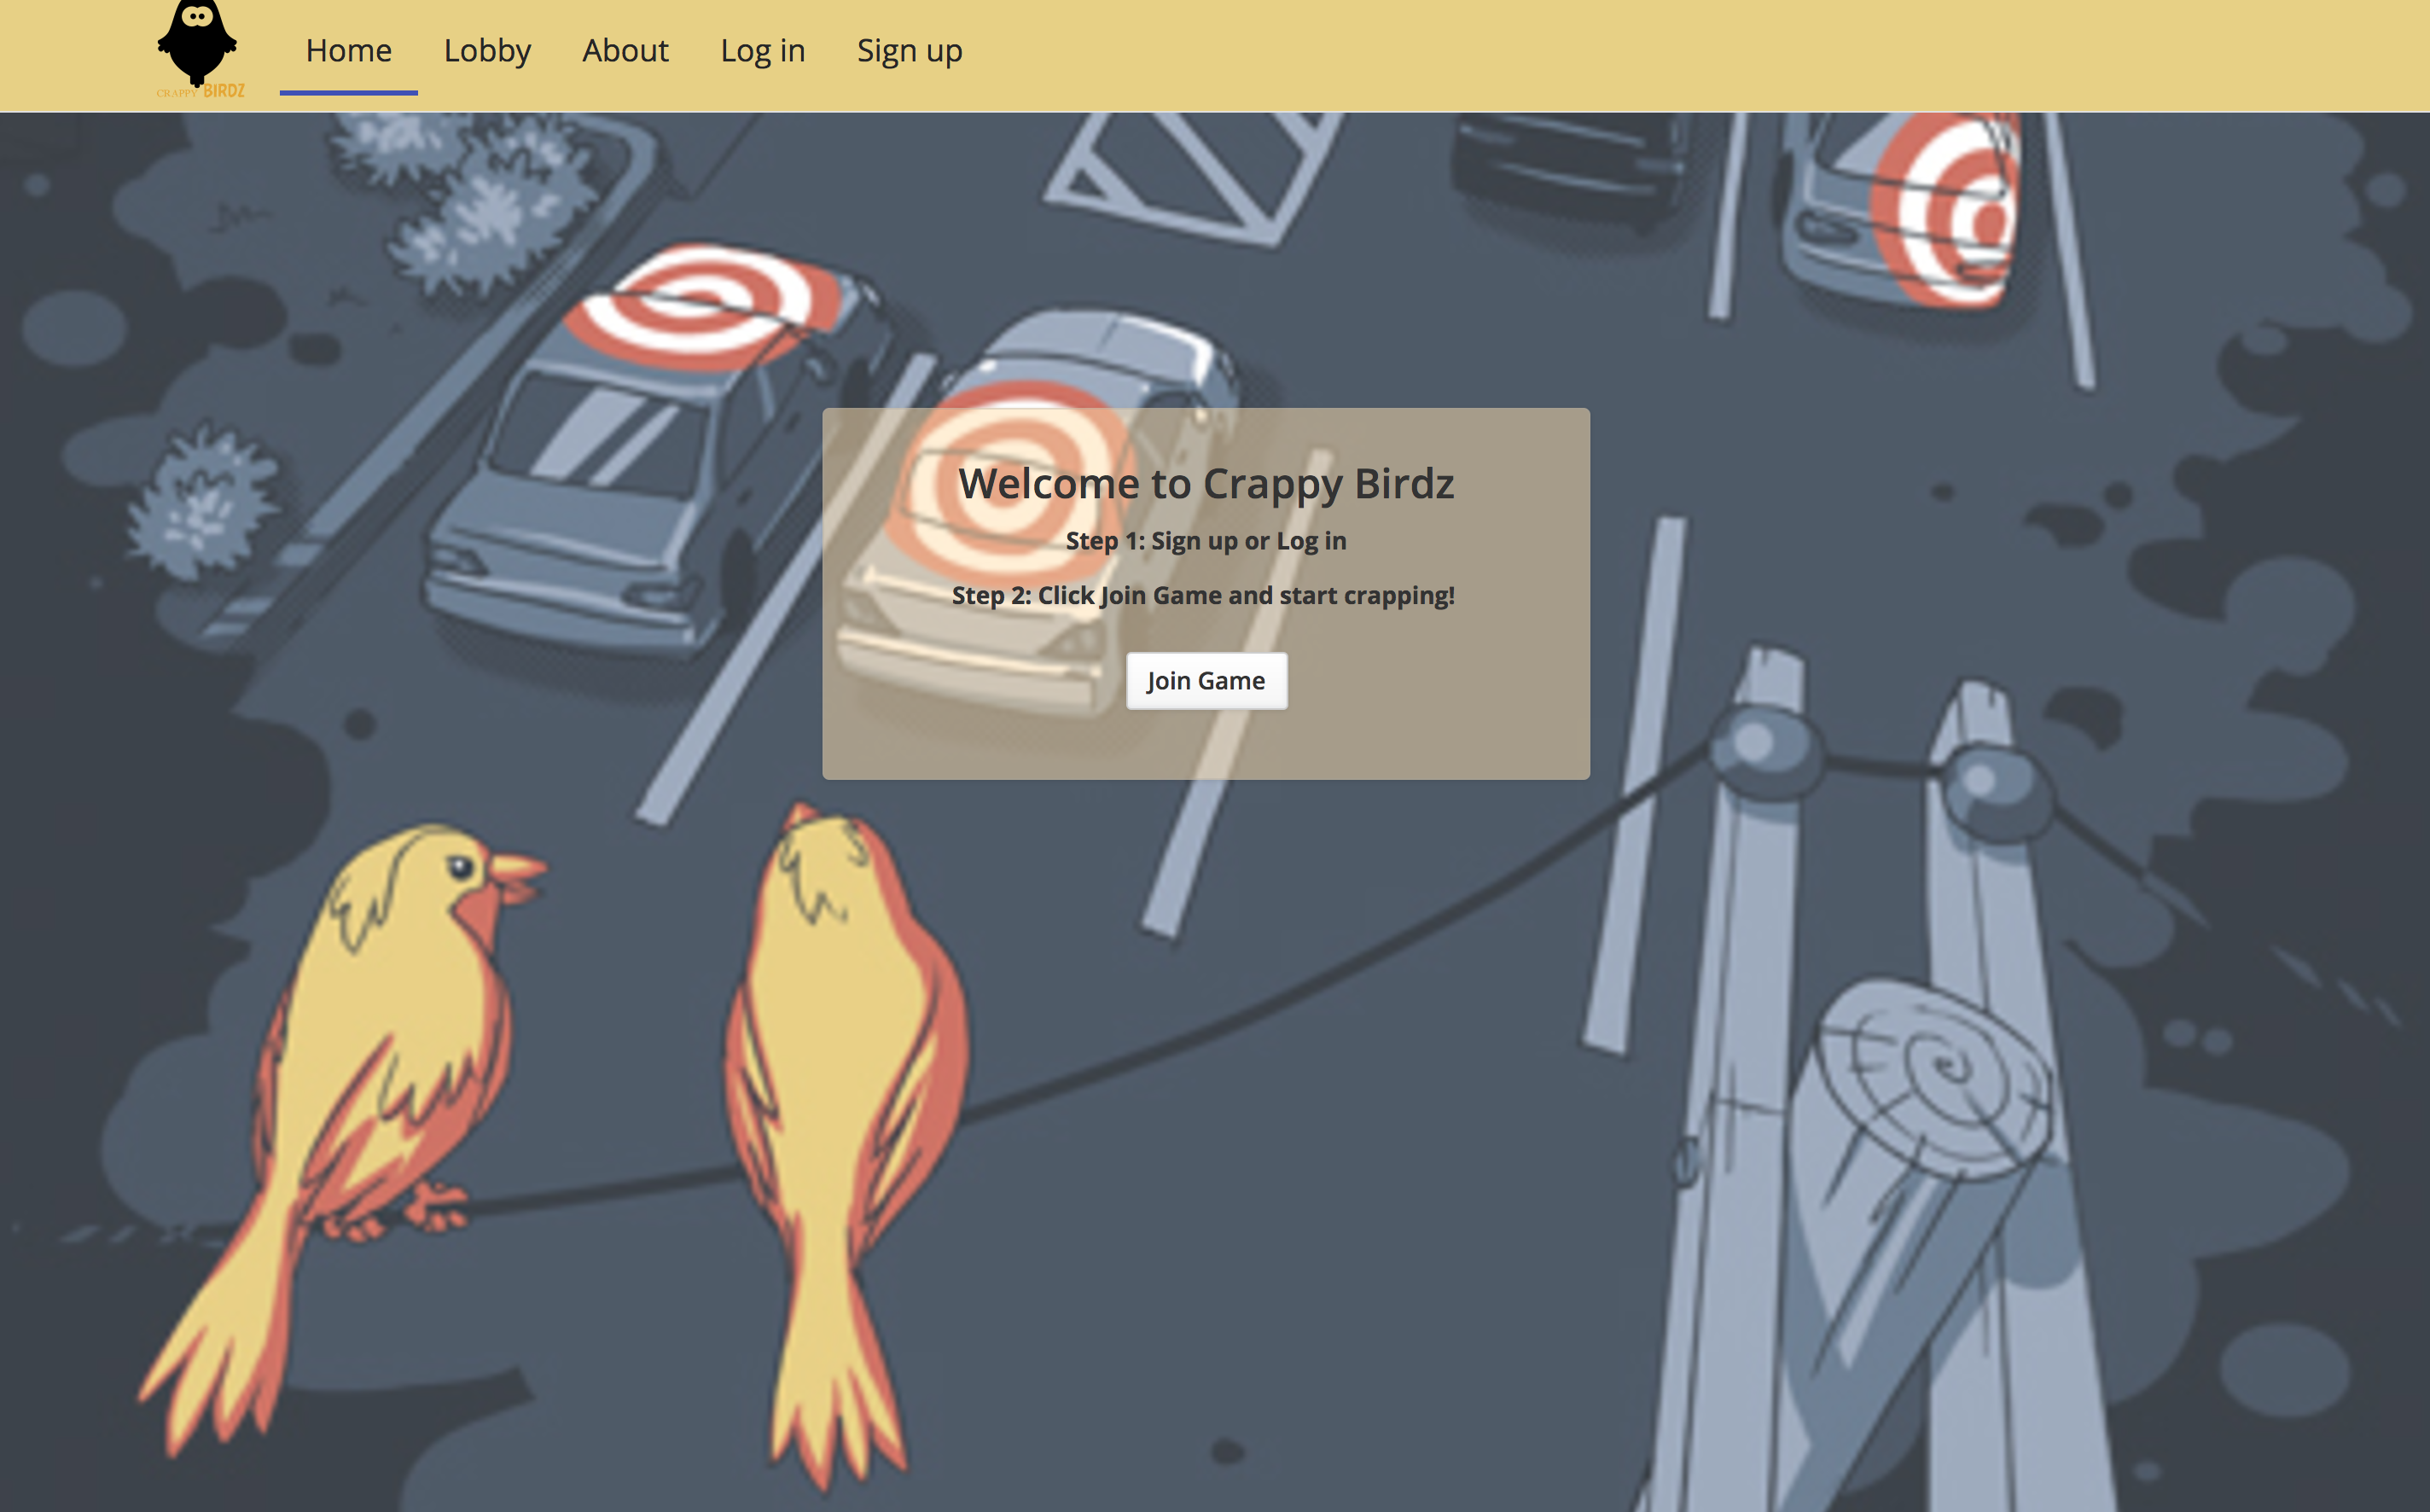 CRAPPY BIRDZ
Home Lobby About Log in Sign up
Welcome to Crappy Birdz
Step 1: Sign up or Log in
Step 2: Click Join Game and start crapping!
Join Game